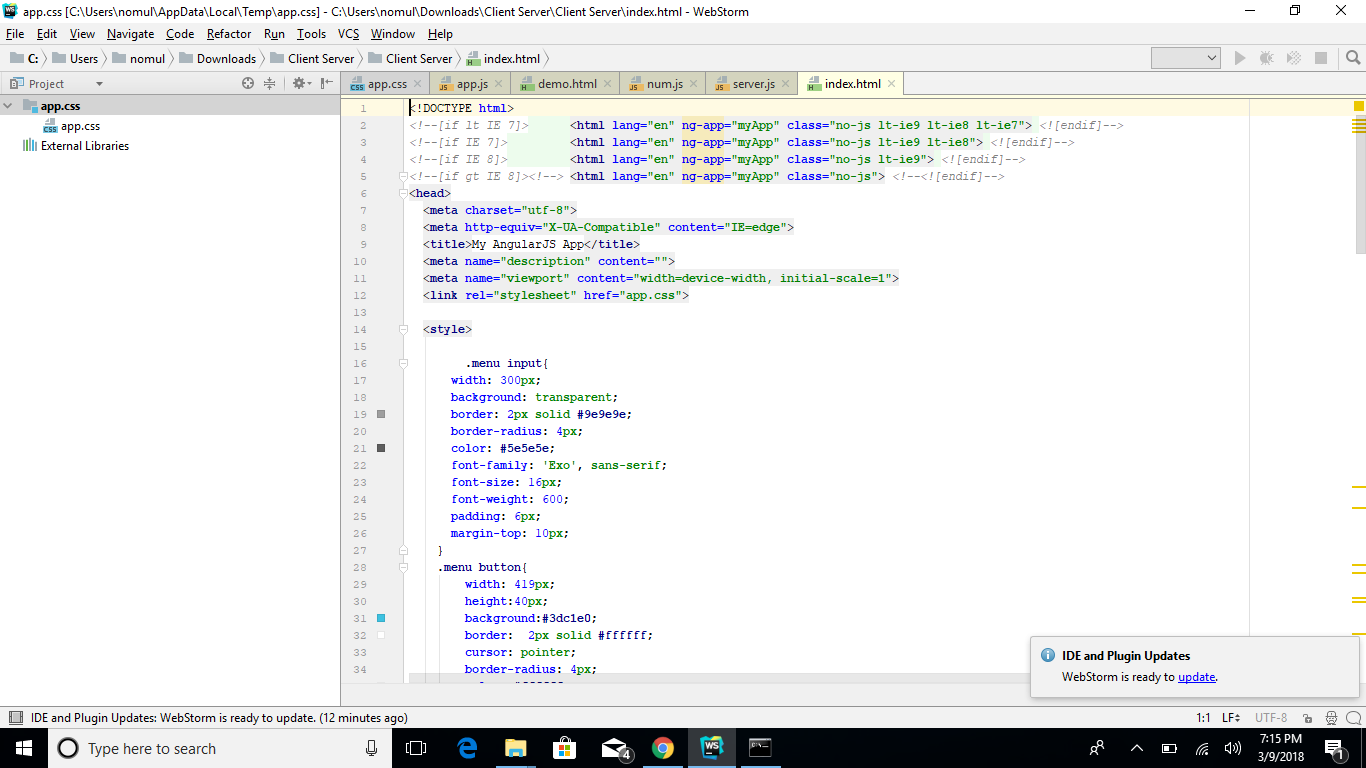 app.css [C:\Users\nomul\AppData\Local\Temp\app.css] - C:\Users\nomul\Downloads\Client Server\Client Server\index.html - WebStorm
File Edit View Navigate Code Refactor Run Tools VCS Window Help
C: Users nomul Downloads Client Server Client Server index.html
Project
app.css app.js demo.html num.js server.js index.html
app.css
app.css
External Libraries
1 <!DOCTYPE html>
2 <!--[if lt IE 7]> <html lang="en" ng-app="myApp" class="no-js lt-ie9 lt-ie8 lt-ie7"> <![endif]-->
3 <!--[if IE 7]> <html lang="en" ng-app="myApp" class="no-js lt-ie9 lt-ie8"> <![endif]-->
4 <!--[if IE 8]> <html lang="en" ng-app="myApp" class="no-js lt-ie9"> <![endif]-->
5 <!--[if gt IE 8]><!--> <html lang="en" ng-app="myApp" class="no-js"> <!--<![endif]-->
6 <head>
7 <meta charset="utf-8">
8 <meta http-equiv="X-UA-Compatible" content="IE=edge">
9 <title>My AngularJS App</title>
10 <meta name="description" content="">
11 <meta name="viewport" content="width=device-width, initial-scale=1">
12 <link rel="stylesheet" href="app.css">
13
14 <style>
15
16 .menu input{
17 width: 300px;
18 background: transparent;
19 border: 2px solid #9e9e9e;
20 border-radius: 4px;
21 color: #5e5e5e;
22 font-family: 'Exo', sans-serif;
23 font-size: 16px;
24 font-weight: 600;
25 padding: 6px;
26 margin-top: 10px;
27 }
28 .menu button{
29 width: 419px;
30 height:40px;
31 background:#3dc1e0;
32 border: 2px solid #ffffff;
33 cursor: pointer;
34 border-radius: 4px;
IDE and Plugin Updates
WebStorm is ready to update.
IDE and Plugin Updates: WebStorm is ready to update. (12 minutes ago)
1:1 LF UTF-8
Type here to search
4
WS
7:15 PM
3/9/2018
1